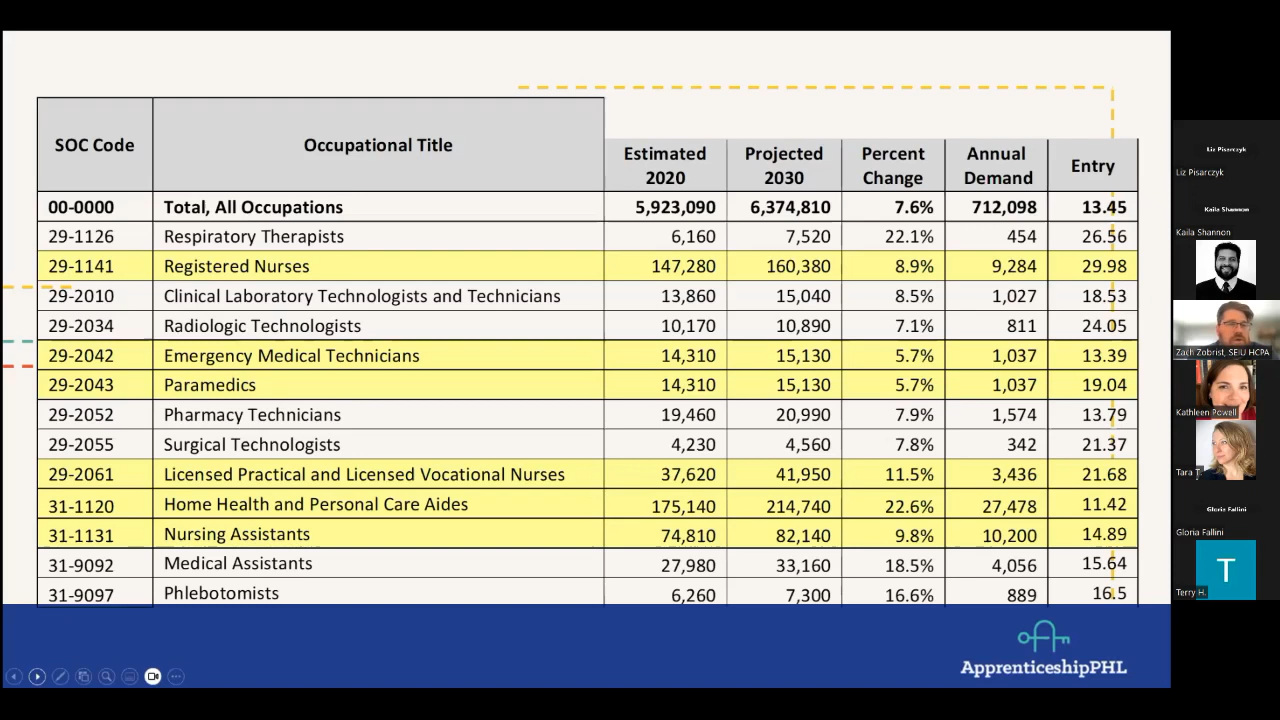 SOC Code Occupational Title Estimated 2020 Projected 2030 Percent Change Annual Demand Entry
00-0000 Total, All Occupations 5,923,090 6,374,810 7.6% 712,098 13.45
29-1126 Respiratory Therapists 6,160 7,520 22.1% 454 26.56
29-1141 Registered Nurses 147,280 160,380 8.9% 9,284 29.98
29-2010 Clinical Laboratory Technologists and Technicians 13,860 15,040 8.5% 1,027 18.53
29-2034 Radiologic Technologists 10,170 10,890 7.1% 811 24.05
29-2042 Emergency Medical Technicians 14,310 15,130 5.7% 1,037 13.39
29-2043 Paramedics 14,310 15,130 5.7% 1,037 19.04
29-2052 Pharmacy Technicians 19,460 20,990 7.9% 1,574 13.79
29-2055 Surgical Technologists 4,230 4,560 7.8% 342 21.37
29-2061 Licensed Practical and Licensed Vocational Nurses 37,620 41,950 11.5% 3,436 21.68
31-1120 Home Health and Personal Care Aides 175,140 214,740 22.6% 27,478 11.42
31-1131 Nursing Assistants 74,810 82,140 9.8% 10,200 14.89
31-9092 Medical Assistants 27,980 33,160 18.5% 4,056 15.64
31-9097 Phlebotomists 6,260 7,300 16.6% 889 16.5
ApprenticeshipPHL
Liz Pisarczyk
Liz Pisarczyk
Kaila Shannon
Kaila Shannon
Zach Zobrist, SEIU HCPA
Kathleen Powell
Tara T.
Gloria Fallini
Gloria Fallini
T
Terry H.